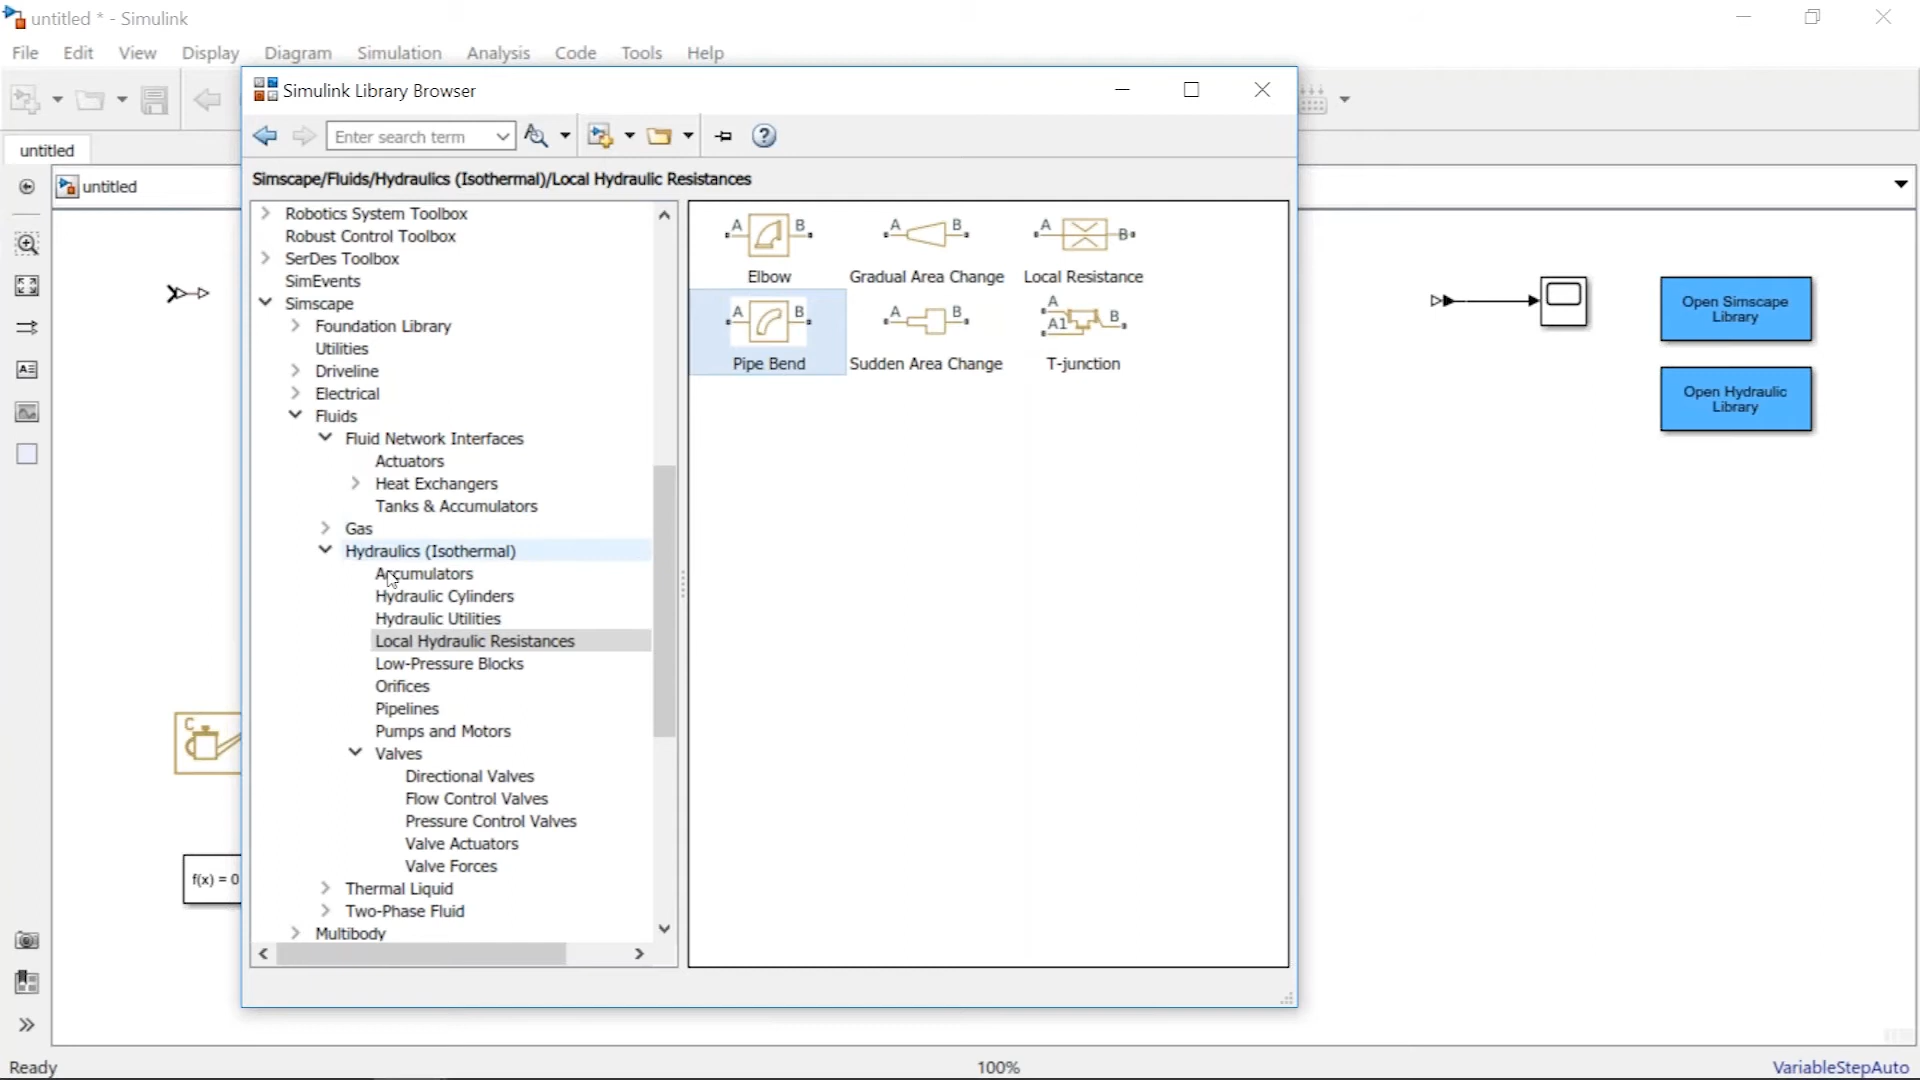 untitled * - Simulink
File Edit View Display Diagram Simulation Analysis Code Tools Help
Simulink Library Browser
Enter search term
untitled
untitled
Simscape/Fluids/Hydraulics (Isothermal)/Local Hydraulic Resistances
Robotics System Toolbox
Robust Control Toolbox
SerDes Toolbox
SimEvents
Simscape
Foundation Library
Utilities
Driveline
Electrical
Fluids
Fluid Network Interfaces
Actuators
Heat Exchangers
Tanks & Accumulators
Gas
Hydraulics (Isothermal)
Accumulators
Hydraulic Cylinders
Hydraulic Utilities
Local Hydraulic Resistances
Low-Pressure Blocks
Orifices
Pipelines
Pumps and Motors
Valves
Directional Valves
Flow Control Valves
Pressure Control Valves
Valve Actuators
Valve Forces
Thermal Liquid
Two-Phase Fluid
Multibody
A B A B A B
Elbow Gradual Area Change Local Resistance
A B A B A A1 B
Pipe Bend Sudden Area Change T-junction
Open Simscape
Library
Open Hydraulic
Library
C
f(x) = 0
Ready 100% VariableStepAuto